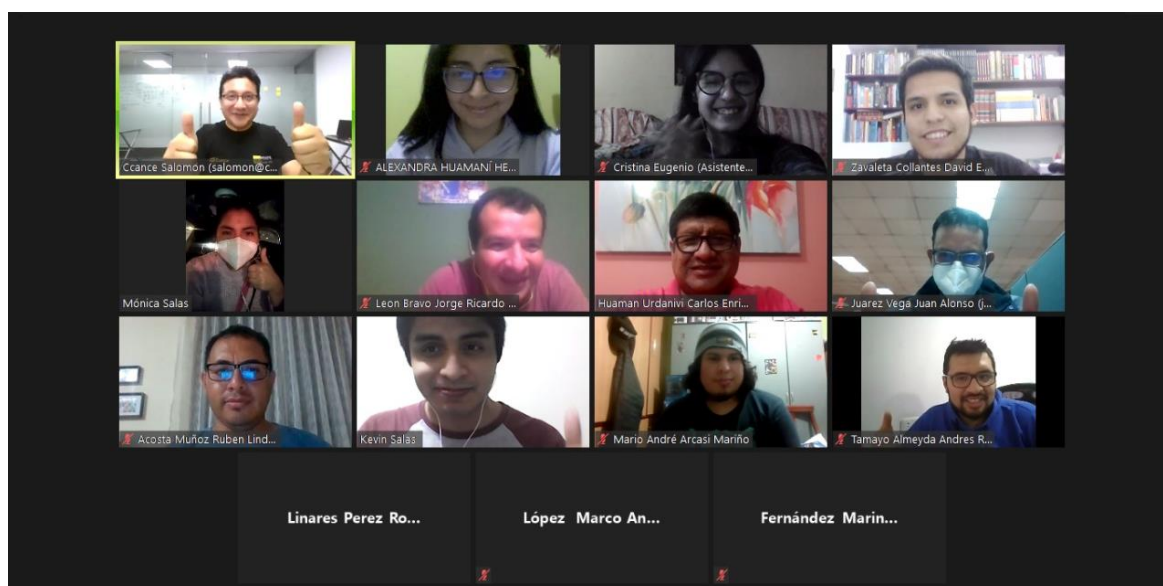 Ccance Salomon (salomon@c...
ALEXANDRA HUAMANÍ HE...
Cristina Eugenio (Asistente...
Zavaleta Collantes David E...
Mónica Salas
Leon Bravo Jorge Ricardo ...
Huaman Urdanivi Carlos Enri...
Juarez Vega Juan Alonso (j...
Acosta Muñoz Ruben Lind...
Kevin Salas
Mario André Arcasi Mariño
Tamayo Almeyda Andres R...
Linares Perez Ro...
López Marco An...
Fernández Marin...